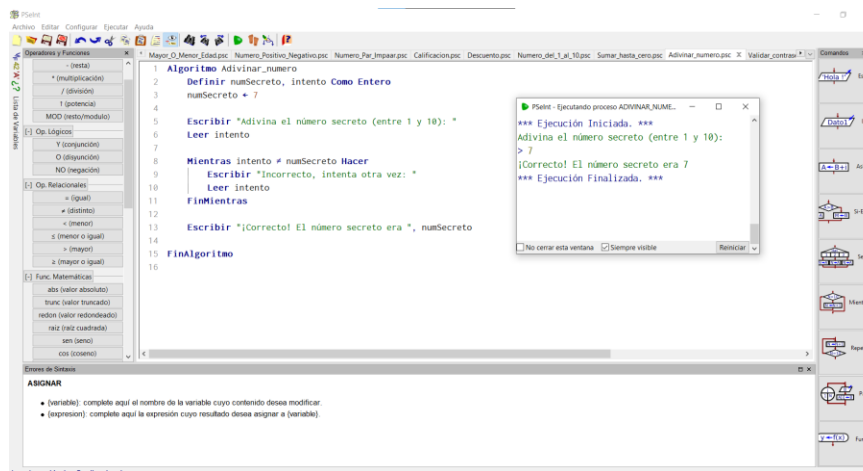 PSeInt
Archivo Editar Configurar Ejecutar Ayuda
Operadores y Funciones
Mayor_O_Menor_Edad.psc Numero_Positivo_Negativo.psc Numero_Par_Impaar.psc Calificacion.psc Descuento.psc Numero_del_1_al_10.psc Sumar_hasta_cero.psc Adivinar_numero.psc X Validar_contrase
Comandos
Lista de Variables
- (resta)
* (multiplicación)
/ (división)
MOD (resto/modulo)
[-] Op. Lógicos
Y (conjunción)
O (disyunción)
NO (negación)
[-] Op. Relacionales
= (igual)
≠ (distinto)
< (menor)
≤ (menor o igual)
> (mayor)
≥ (mayor o igual)
[-] Func. Matemáticas
abs (valor absoluto)
trunc (valor truncado)
redon (valor redondeado)
raiz (raíz cuadrada)
sen (seno)
cos (coseno)
1 Algoritmo Adivinar_numero
2 Definir numSecreto, intento Como Entero
3 numSecreto ← 7
4
5 Escribir "Adivina el número secreto (entre 1 y 10): "
6 Leer intento
7
8 Mientras intento ≠ numSecreto Hacer
9 Escribir "Incorrecto, intenta otra vez: "
10 Leer intento
11 FinMientras
12
13 Escribir "¡Correcto! El número secreto era ", numSecreto
14
15 FinAlgoritmo
16
PSeInt - Ejecutando proceso ADIVINAR_NUME...
*** Ejecución Iniciada. ***
Adivina el número secreto (entre 1 y 10):
> 7
¡Correcto! El número secreto era 7
*** Ejecución Finalizada. ***
No cerrar esta ventana Siempre visible Reiniciar
Hola !
Dato1
A←B+i
Mient
Repe
y←f(x) Fun
Errores de Sintaxis
ASIGNAR
• {variable}: complete aquí el nombre de la variable cuyo contenido desea modificar.
• {expresion}: complete aquí la expresión cuyo resultado desea asignar a {variable}.